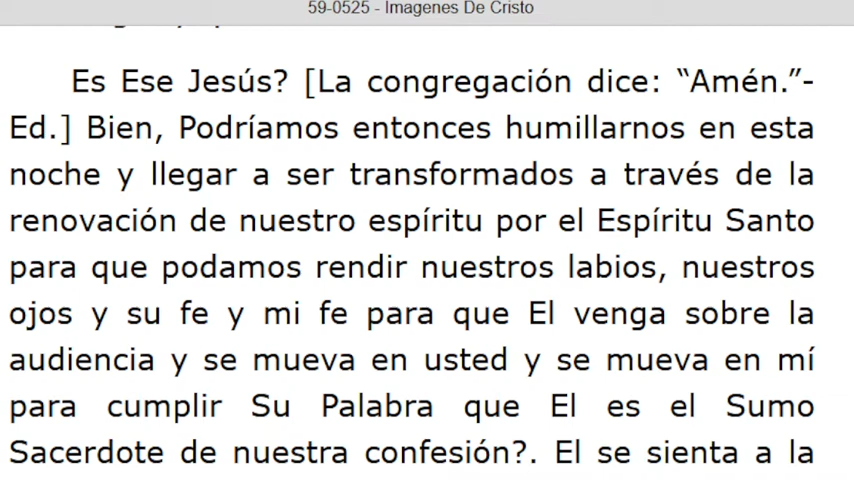 59-0525 - Imagenes De Cristo
Es Ese Jesús? [La congregación dice: “Amén.”-
Ed.] Bien, Podríamos entonces humillarnos en esta
noche y llegar a ser transformados a través de la
renovación de nuestro espíritu por el Espíritu Santo
para que podamos rendir nuestros labios, nuestros
ojos y su fe y mi fe para que El venga sobre la
audiencia y se mueva en usted y se mueva en mí
para cumplir Su Palabra que El es el Sumo
Sacerdote de nuestra confesión?. El se sienta a la